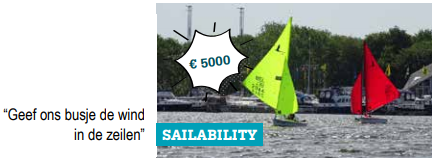 “Geef ons busje de wind
in de zeilen”
€ 5000
SAILABILITY